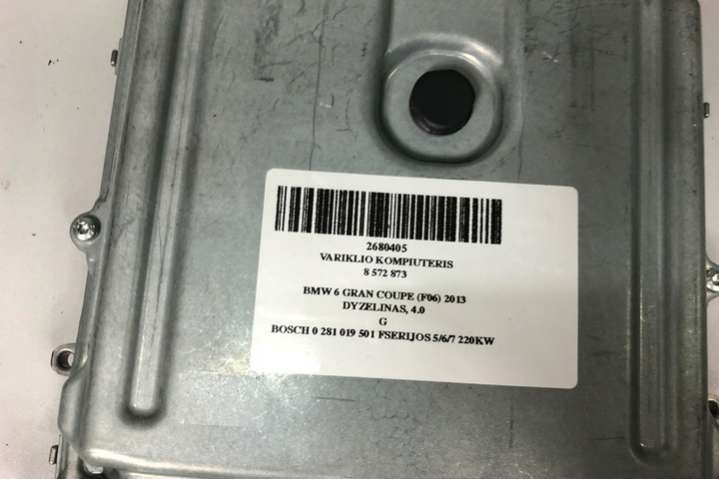 2680405
VARIKLIO KOMPIUTERIS
8 572 873
BMW 6 GRAN COUPE (F06) 2013
DYZELINAS, 4.0
G
BOSCH 0 281 019 501 FSERIJOS 5/6/7 220KW